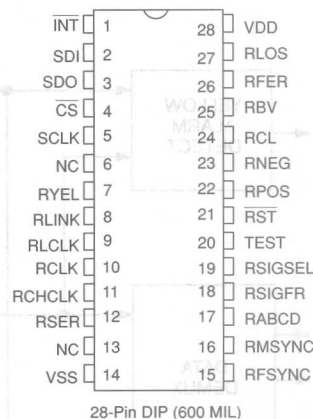 I̅N̅T̅ 1 28 VDD
SDI 2 27 RLOS
SDO 3 26 RFER
C̅S̅ 4 25 RBV
SCLK 5 24 RCL
NC 6 23 RNEG
RYEL 7 22 RPOS
RLINK 8 21 R̅S̅T̅
RLCLK 9 20 TEST
RCLK 10 19 RSIGSEL
RCHCLK 11 18 RSIGFR
RSER 12 17 RABCD
NC 13 16 RMSYNC
VSS 14 15 RFSYNC
28-Pin DIP (600 MIL)